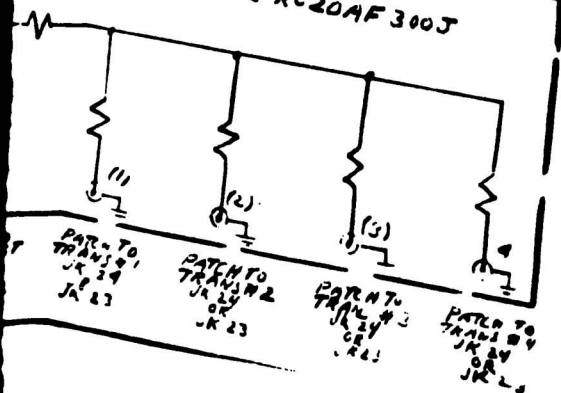 RC20AF300J
(1)
(2)
(3)
4
PATCH TO
TRANS #1
JK 24
JK 23
PATCH TO
TRANS #2
JK 24
OR
JK 23
PATCH TO
#3
JK 24
OR
PATCH TO
TRANS #4
JK 24
OR